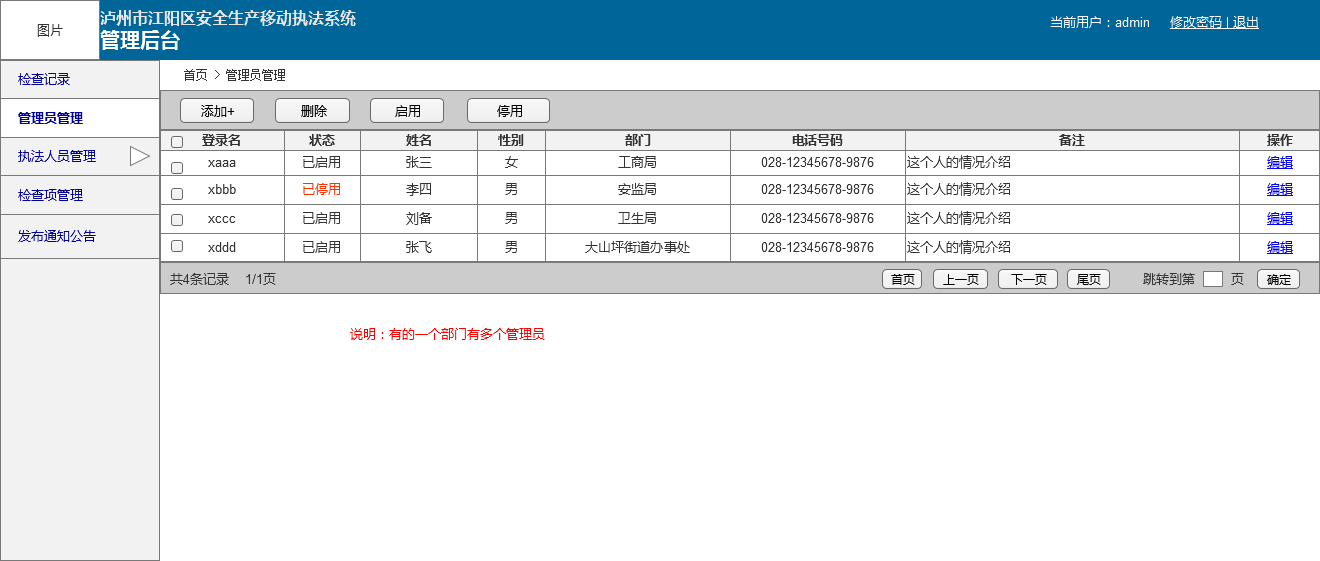 图片
泸州市江阳区安全生产移动执法系统
管理后台
当前用户：admin 修改密码 | 退出
检查记录
管理员管理
执法人员管理
检查项管理
发布通知公告
首页 > 管理员管理
添加+ 删除 启用 停用
登录名 状态 姓名 性别 部门 电话号码 备注 操作
xaaa 已启用 张三 女 工商局 028-12345678-9876 这个人的情况介绍 编辑
xbbb 已停用 李四 男 安监局 028-12345678-9876 这个人的情况介绍 编辑
xccc 已启用 刘备 男 卫生局 028-12345678-9876 这个人的情况介绍 编辑
xddd 已启用 张飞 男 大山坪街道办事处 028-12345678-9876 这个人的情况介绍 编辑
共4条记录 1/1页 首页 上一页 下一页 尾页 跳转到第 页 确定
说明：有的一个部门有多个管理员